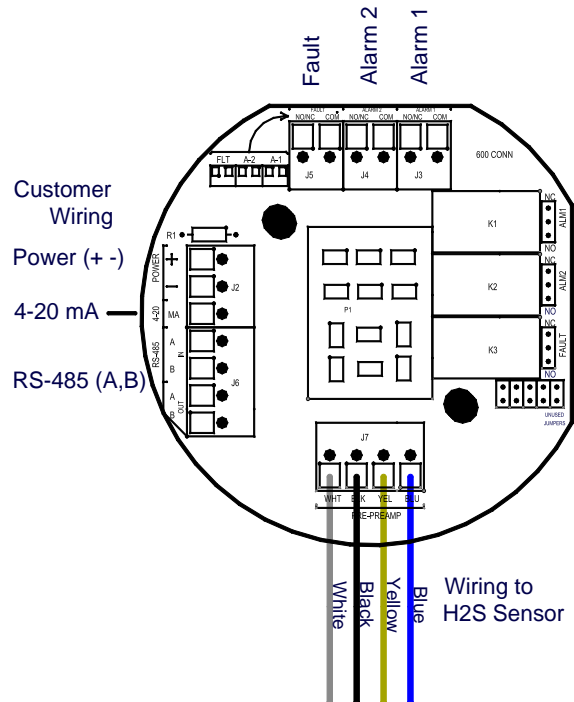 Fault
Alarm 2
Alarm 1
FAULT
ALARM 2
ALARM 1
NO/NC COM NO/NC COM NO/NC COM
FLT A-2 A-1
J5 J4 J3
600 CONN
Customer
Wiring
Power (+ -)
4-20 mA
RS-485 (A,B)
R1
POWER
+
−
J2
4-20
MA
RS-485
IN
A
B
J6
OUT
A
B
P1
K1
NC
ALM1
NO
K2
NC
ALM2
NO
K3
NC
FAULT
NO
UNUSED
JUMPERS
J7
WHT BLK YEL BLU
PRE-PREAMP
White
Black
Yellow
Blue
Wiring to
H2S Sensor